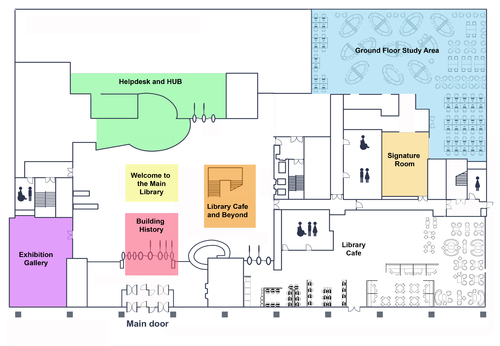 Ground Floor Study Area
Helpdesk and HUB
Signature
Room
Welcome to
the Main
Library
Library Cafe
and Beyond
Building
History
Exhibition
Gallery
Library
Cafe
Main door